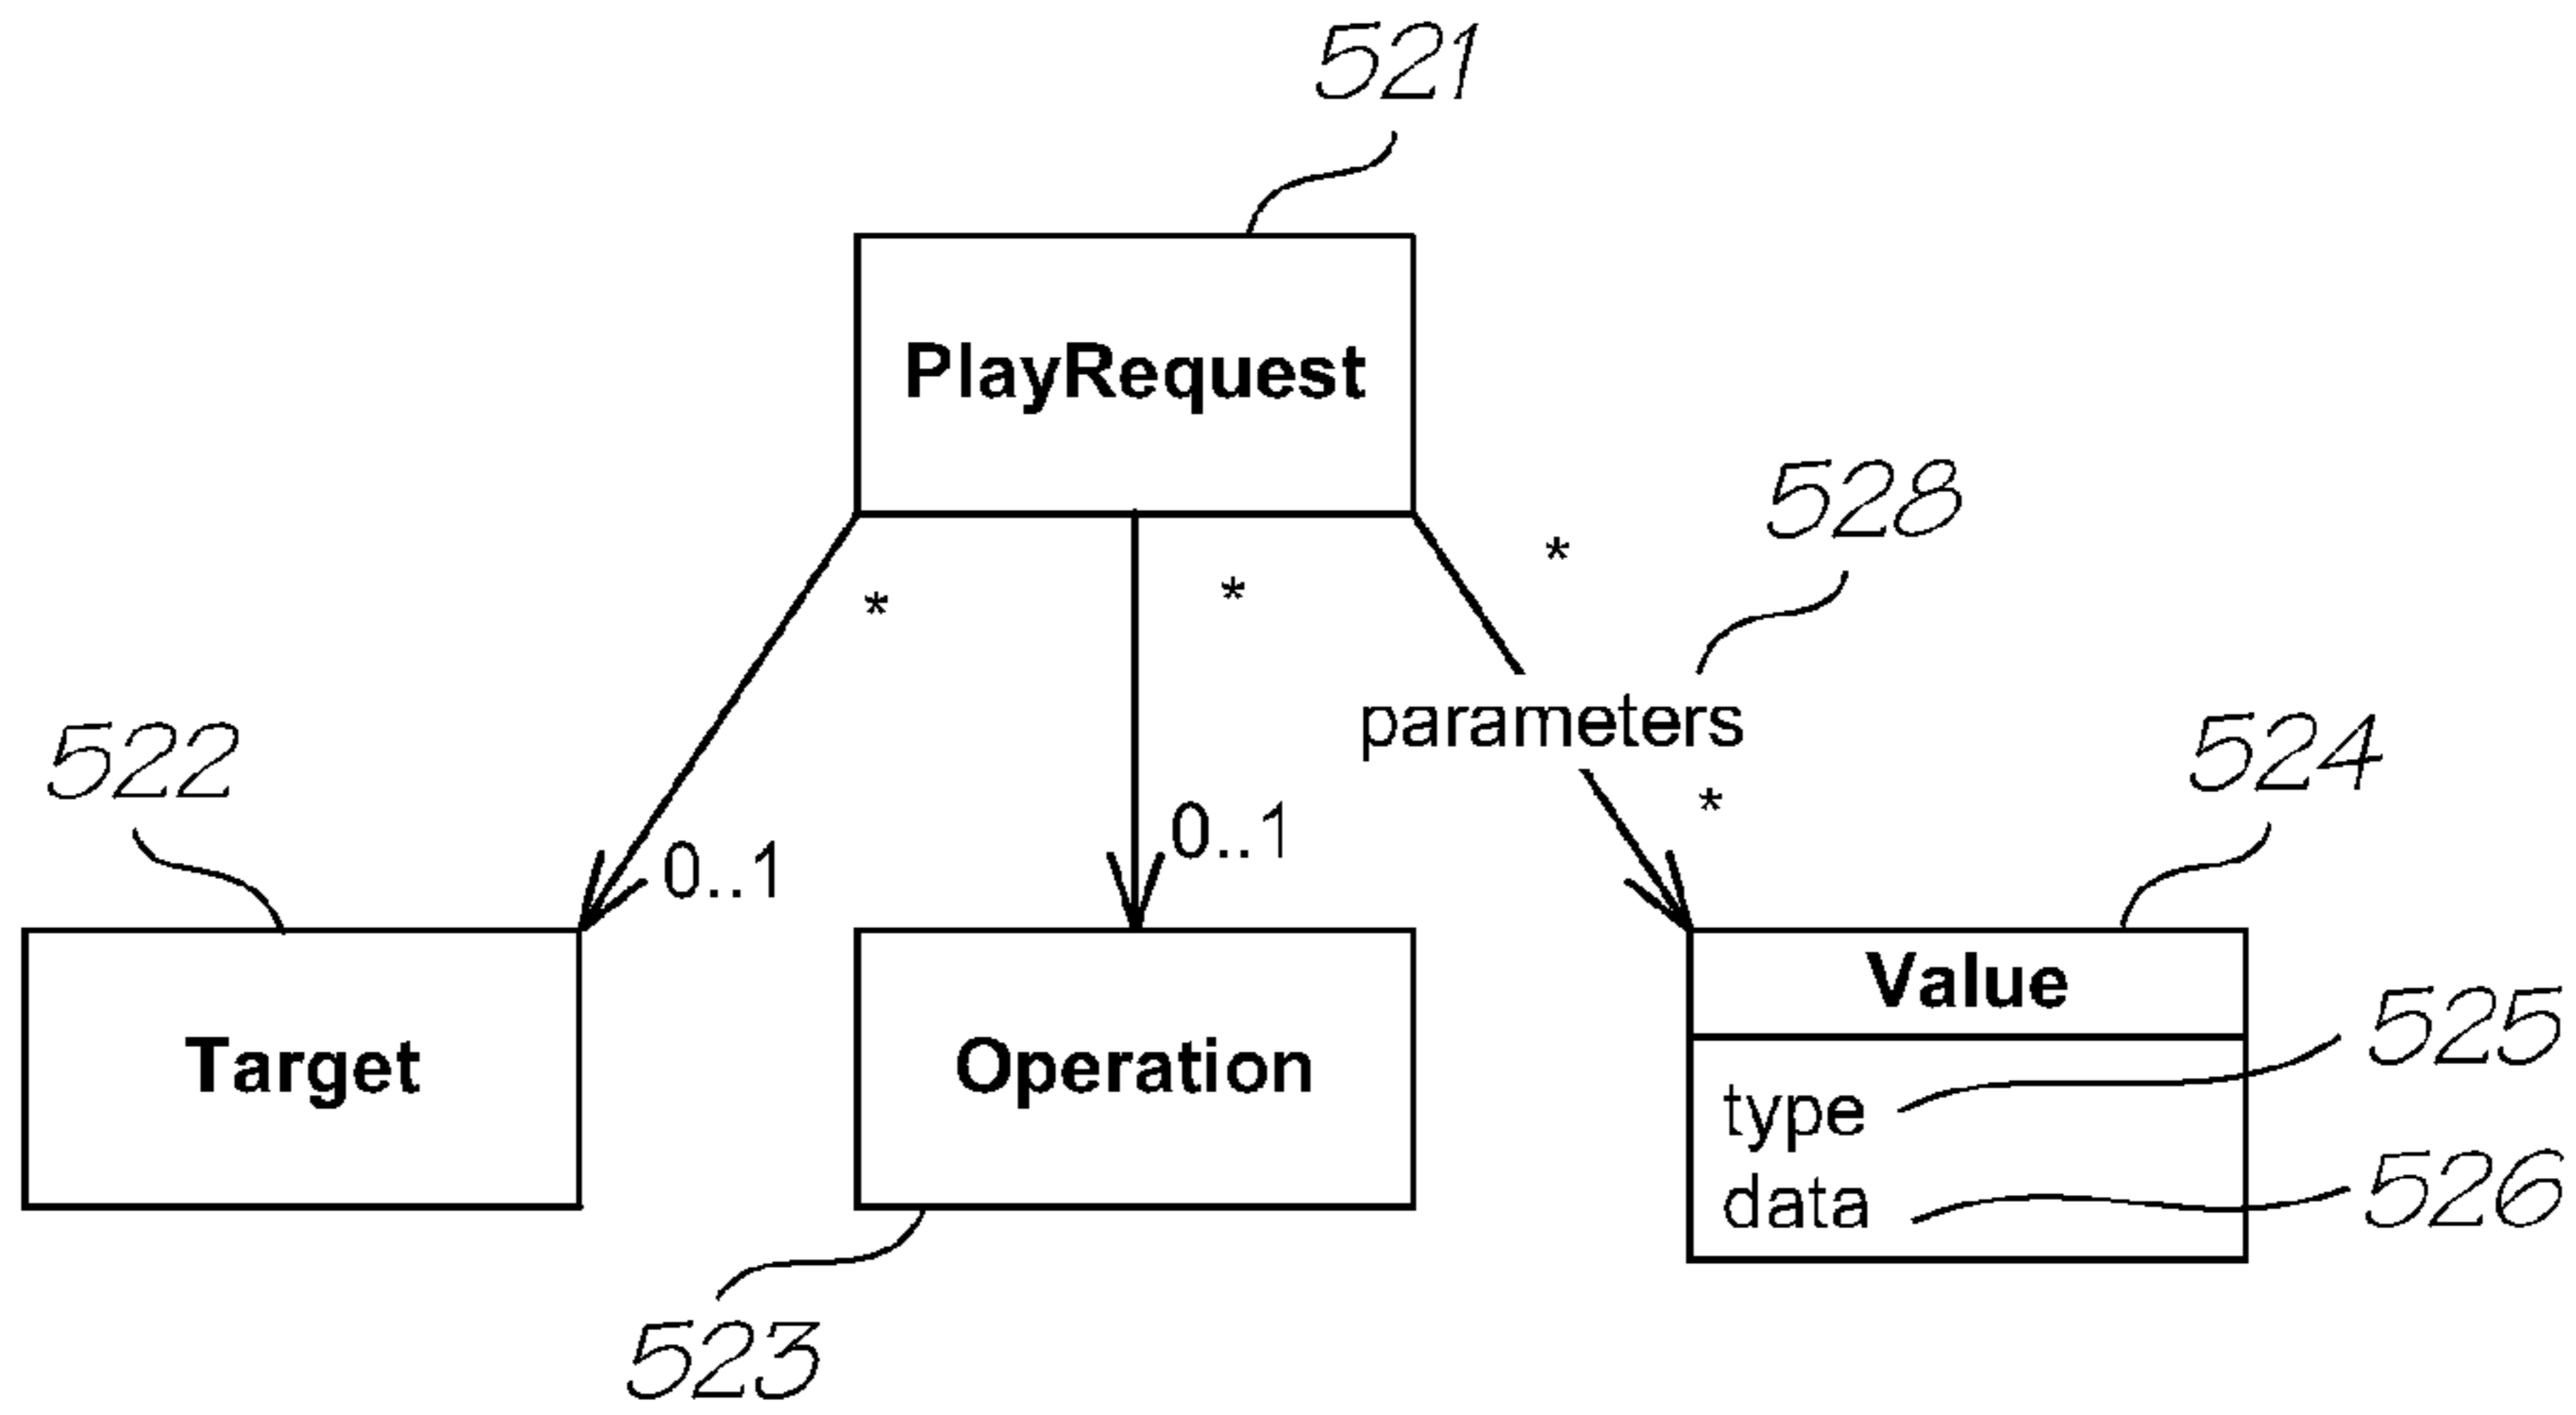 521
PlayRequest
528
*
*
*
parameters
522
524
*
0..1
0..1
Value
525
Target
Operation
type
data
526
523